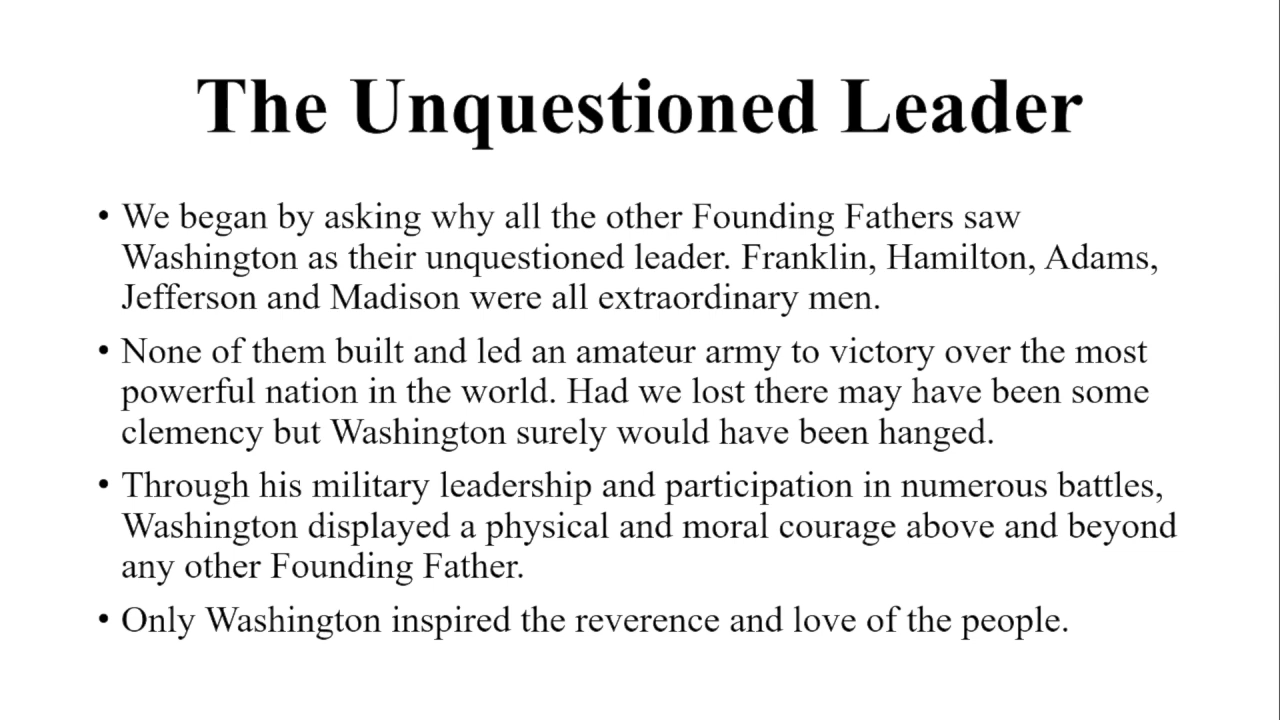 The Unquestioned Leader
• We began by asking why all the other Founding Fathers saw
Washington as their unquestioned leader. Franklin, Hamilton, Adams,
Jefferson and Madison were all extraordinary men.
• None of them built and led an amateur army to victory over the most
powerful nation in the world. Had we lost there may have been some
clemency but Washington surely would have been hanged.
• Through his military leadership and participation in numerous battles,
Washington displayed a physical and moral courage above and beyond
any other Founding Father.
• Only Washington inspired the reverence and love of the people.